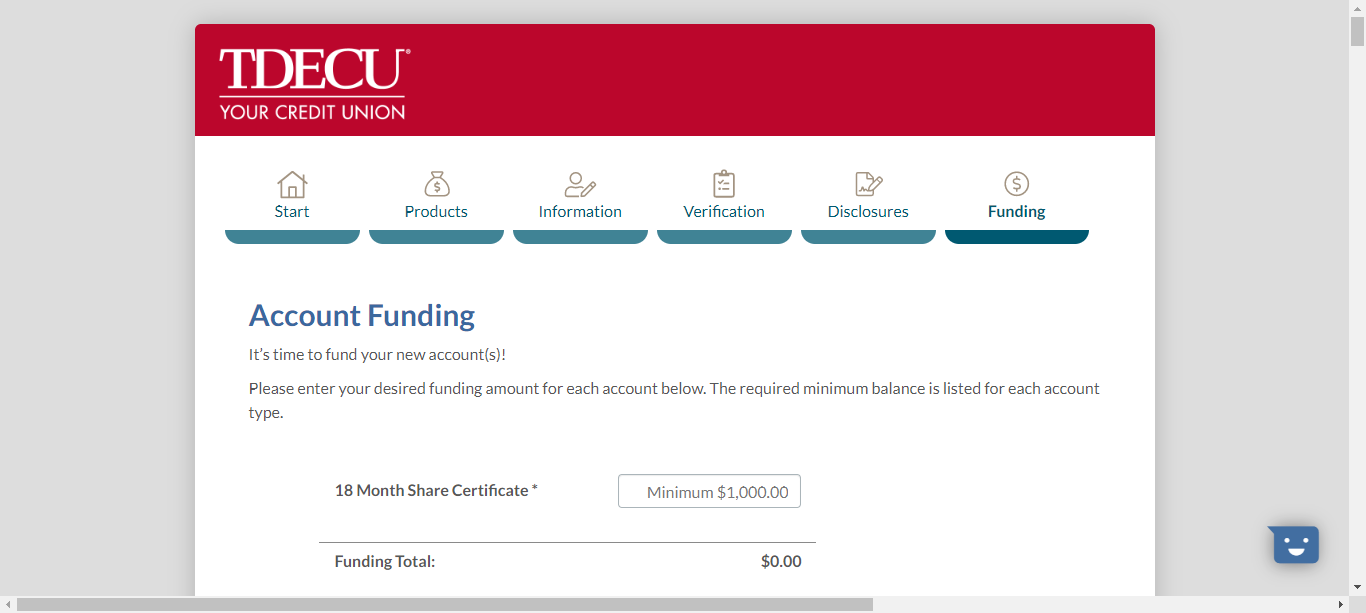 TDECU®
YOUR CREDIT UNION
Start
Products
Information
Verification
Disclosures
Funding
Account Funding
It’s time to fund your new account(s)!
Please enter your desired funding amount for each account below. The required minimum balance is listed for each account
type.
18 Month Share Certificate * Minimum $1,000.00
Funding Total: $0.00